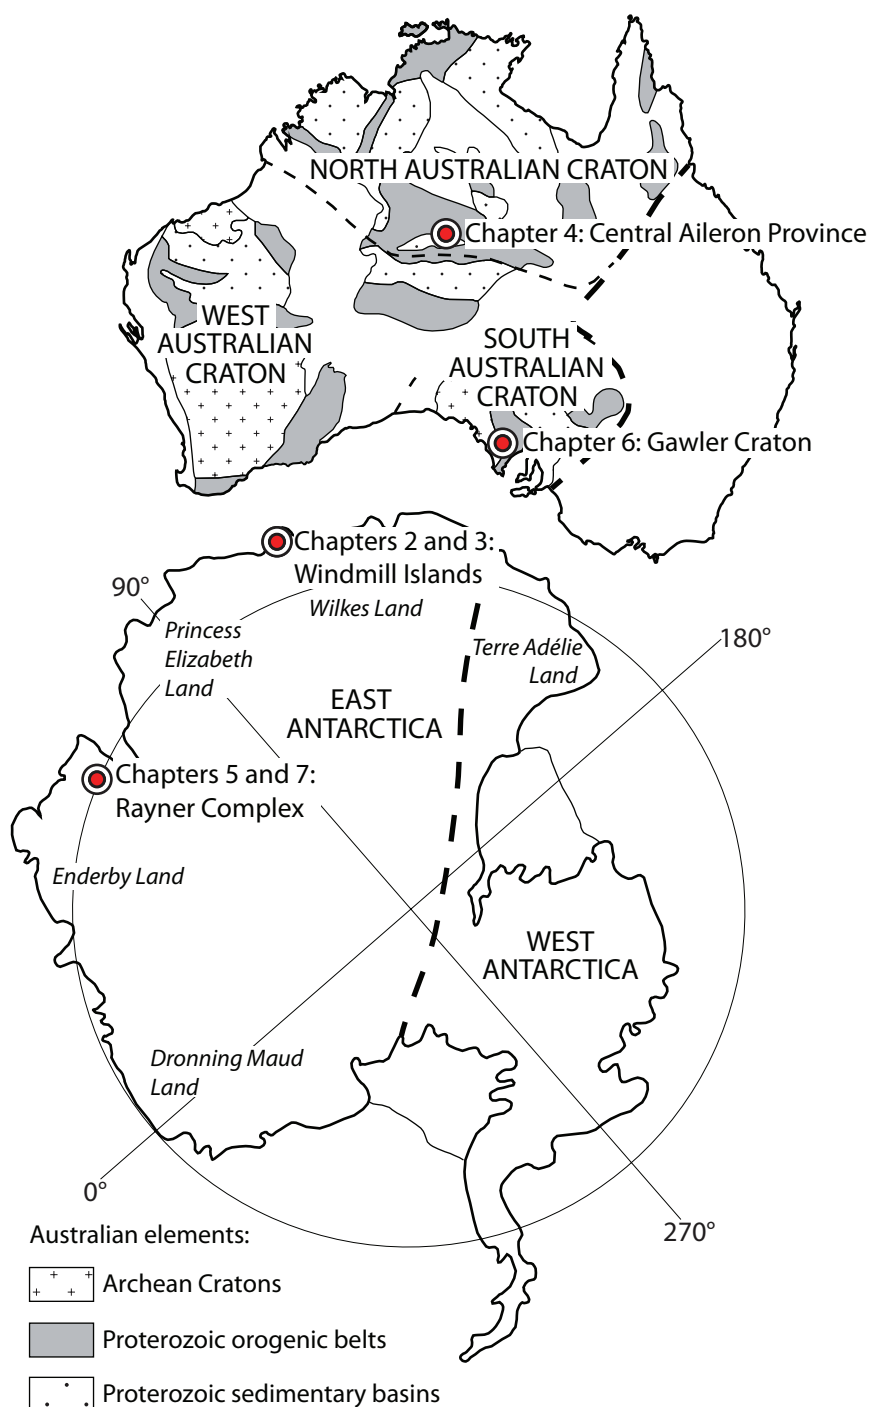 NORTH AUSTRALIAN CRATON
Chapter 4: Central Aileron Province
WEST
AUSTRALIAN
CRATON
SOUTH
AUSTRALIAN
CRATON
Chapter 6: Gawler Craton
Chapters 2 and 3:
Windmill Islands
90°
Wilkes Land
Princess
Elizabeth
Land
Terre Adélie
Land
180°
EAST
ANTARCTICA
Chapters 5 and 7:
Rayner Complex
Enderby Land
WEST
ANTARCTICA
Dronning Maud
Land
0°
270°
Australian elements:
Archean Cratons
Proterozoic orogenic belts
Proterozoic sedimentary basins